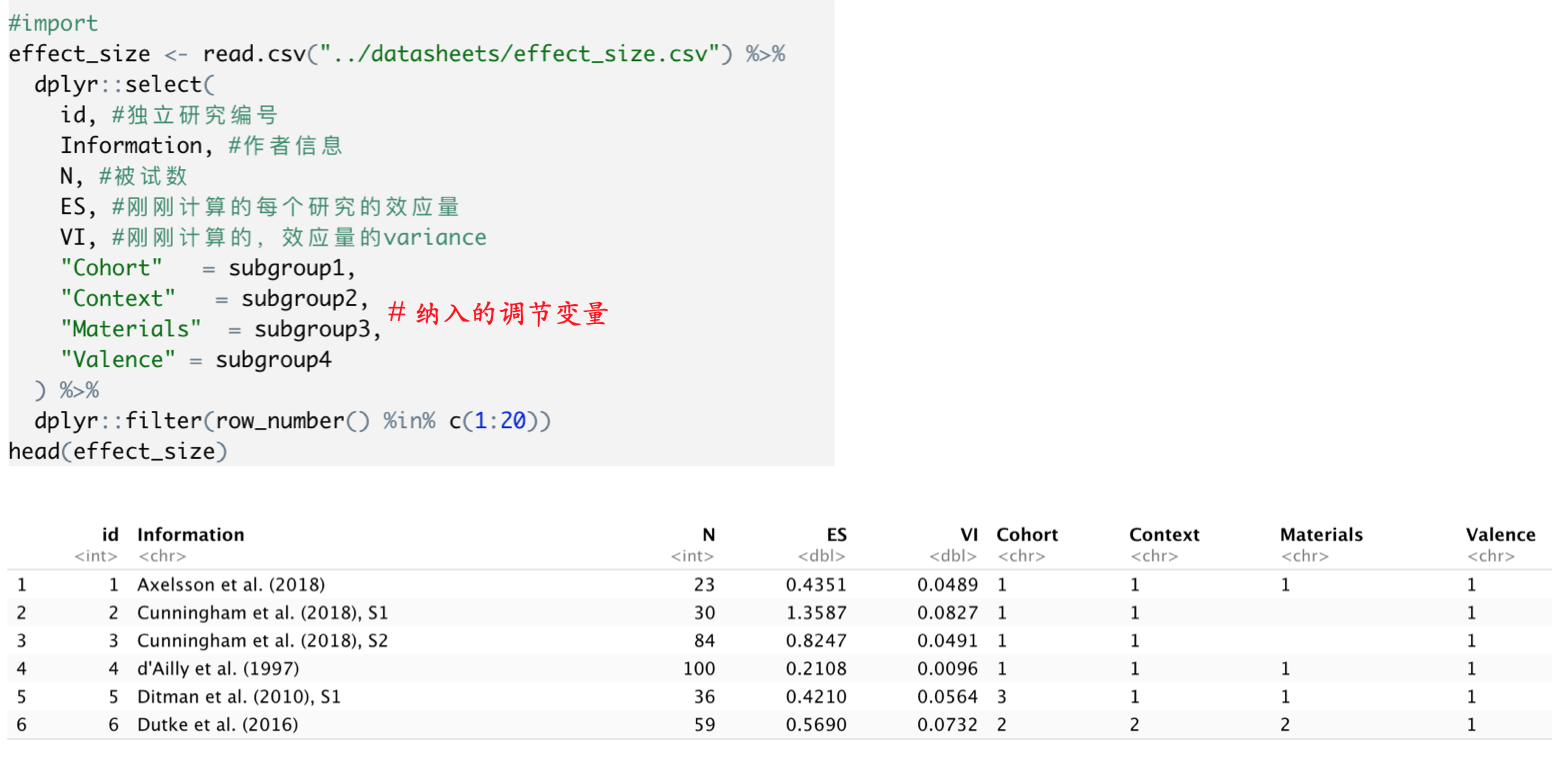 #import
effect_size <- read.csv("../datasheets/effect_size.csv") %>%
dplyr::select(
id, #独立研究编号
Information, #作者信息
N, #被试数
ES, #刚刚计算的每个研究的效应量
VI, #刚刚计算的，效应量的variance
"Cohort" = subgroup1,
"Context" = subgroup2,
# 纳入的调节变量
"Materials" = subgroup3,
"Valence" = subgroup4
) %>%
dplyr::filter(row_number() %in% c(1:20))
head(effect_size)
id Information N ES VI Cohort Context Materials Valence
<int> <chr> <int> <dbl> <dbl> <chr> <chr> <chr> <chr>
1 1 Axelsson et al. (2018) 23 0.4351 0.0489 1 1 1 1
2 2 Cunningham et al. (2018), S1 30 1.3587 0.0827 1 1 1
3 3 Cunningham et al. (2018), S2 84 0.8247 0.0491 1 1 1
4 4 d'Ailly et al. (1997) 100 0.2108 0.0096 1 1 1 1
5 5 Ditman et al. (2010), S1 36 0.4210 0.0564 3 1 1 1
6 6 Dutke et al. (2016) 59 0.5690 0.0732 2 2 2 1